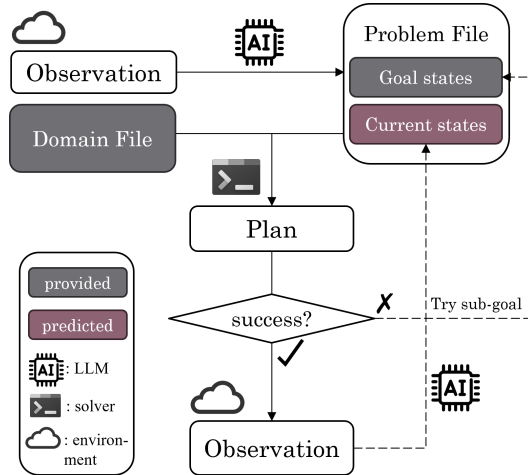 Observation
AI
Problem File
Goal states
Current states
Domain File
Plan
success?
Try sub-goal
AI
Observation
provided
predicted
AI : LLM
: solver
: environ-
ment